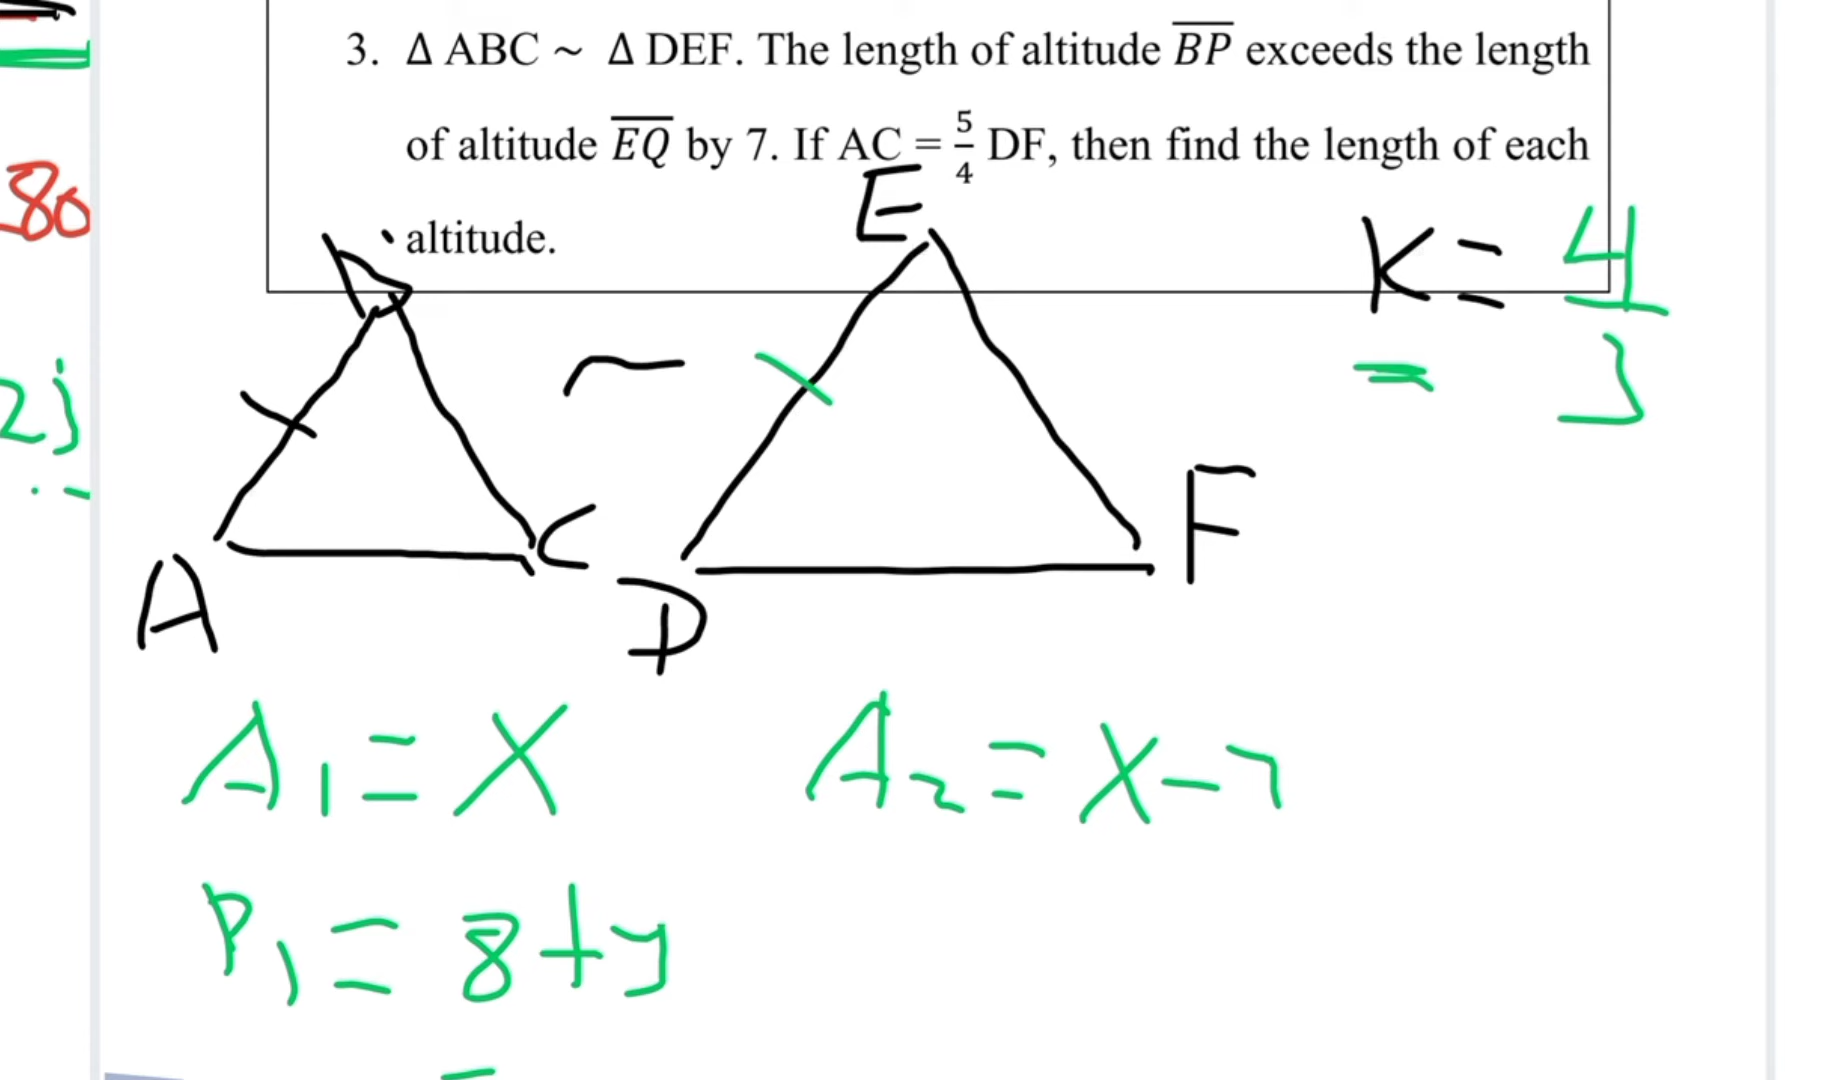 3. Δ ABC ~ Δ DEF. The length of altitude BP exceeds the length
of altitude EQ by 7. If AC = 5/4 DF, then find the length of each
altitude.
80
2j
E
K = 4
= 3
~
A
C
D
F
A₁ = X
A₂ = X - 7
P₁ = 8 + y